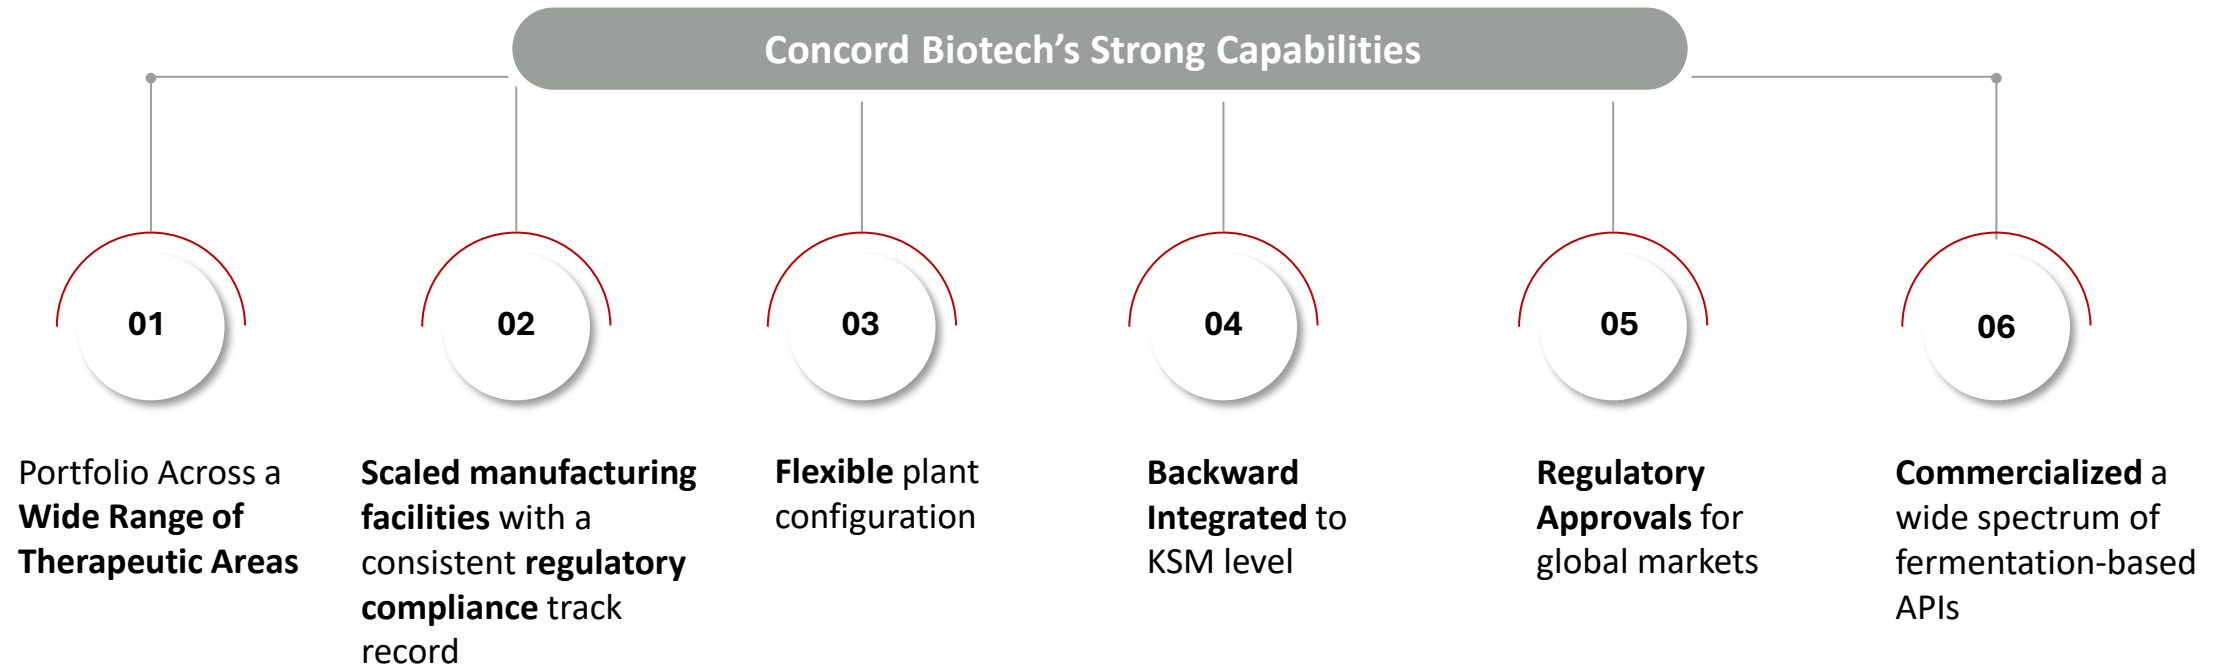 Concord Biotech’s Strong Capabilities
01
Portfolio Across a
Wide Range of
Therapeutic Areas
02
Scaled manufacturing
facilities with a
consistent regulatory
compliance track
record
03
Flexible plant
configuration
04
Backward
Integrated to
KSM level
05
Regulatory
Approvals for
global markets
06
Commercialized a
wide spectrum of
fermentation-based
APIs